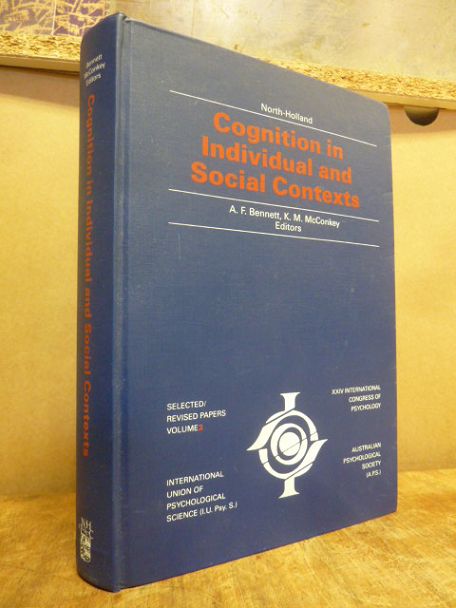 Bennett
McConkey
Editors
Cognition in Individual and Social Contexts
North-Holland
Cognition in
Individual and
Social Contexts
A. F. Bennett, K. M. McConkey
Editors
SELECTED/
REVISED PAPERS
VOLUME 3
XXIV INTERNATIONAL
CONGRESS OF
PSYCHOLOGY
INTERNATIONAL
UNION OF
PSYCHOLOGICAL
SCIENCE (I.U. Psy. S.)
AUSTRALIAN
PSYCHOLOGICAL
SOCIETY
(A.P.S.)